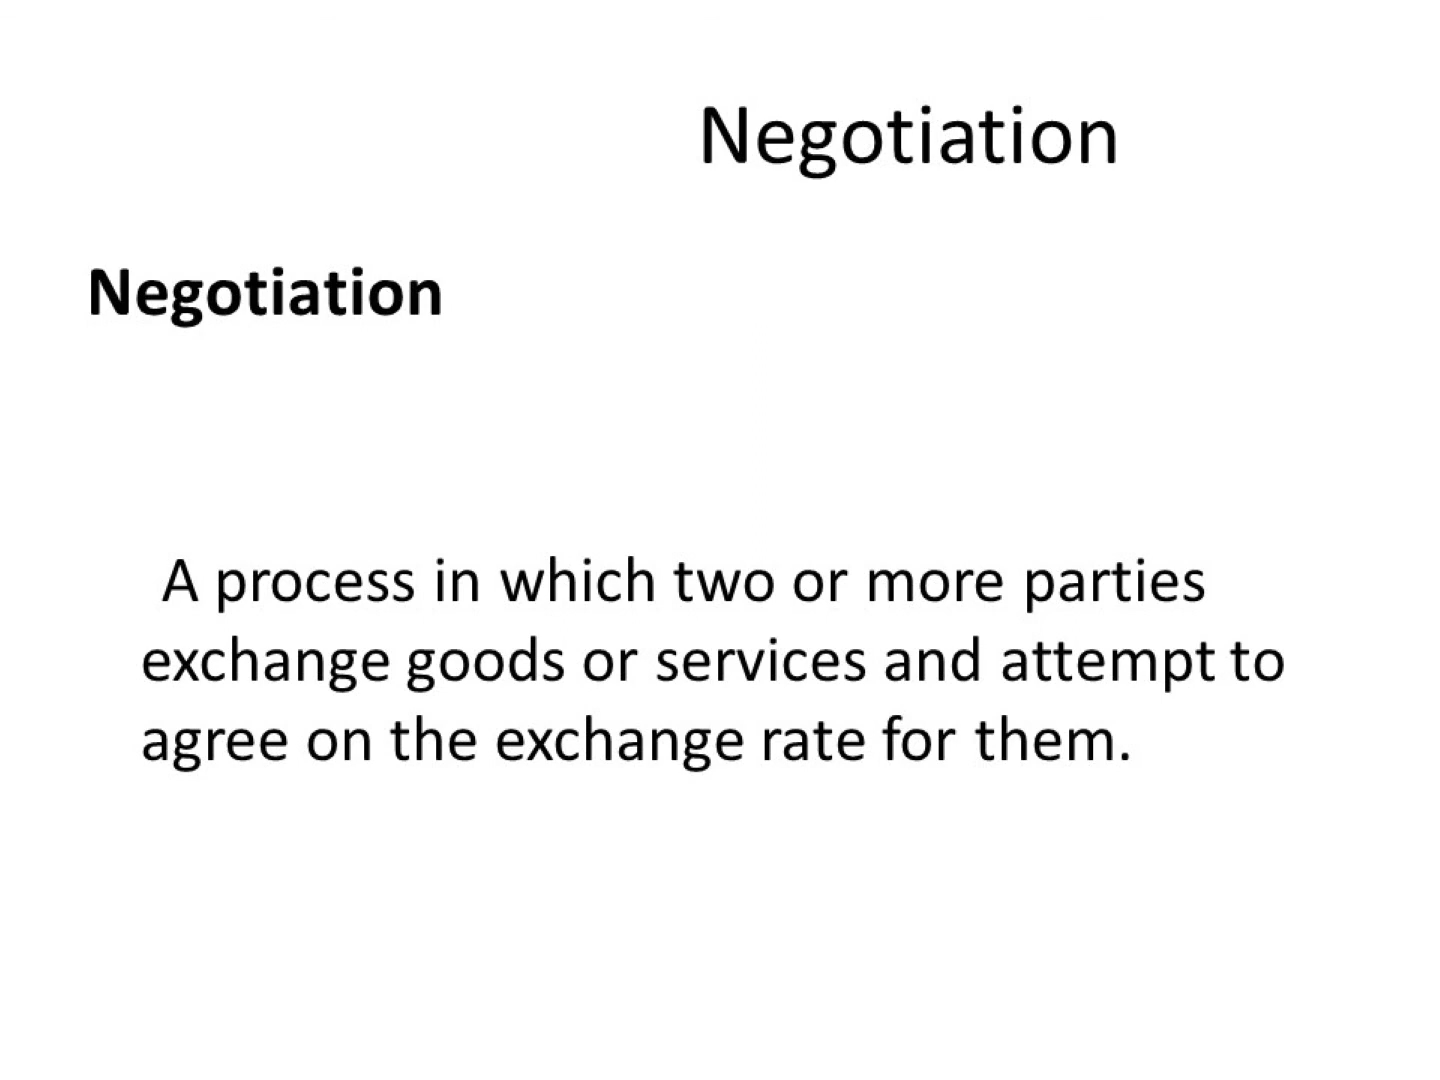 Negotiation
Negotiation
A process in which two or more parties
exchange goods or services and attempt to
agree on the exchange rate for them.